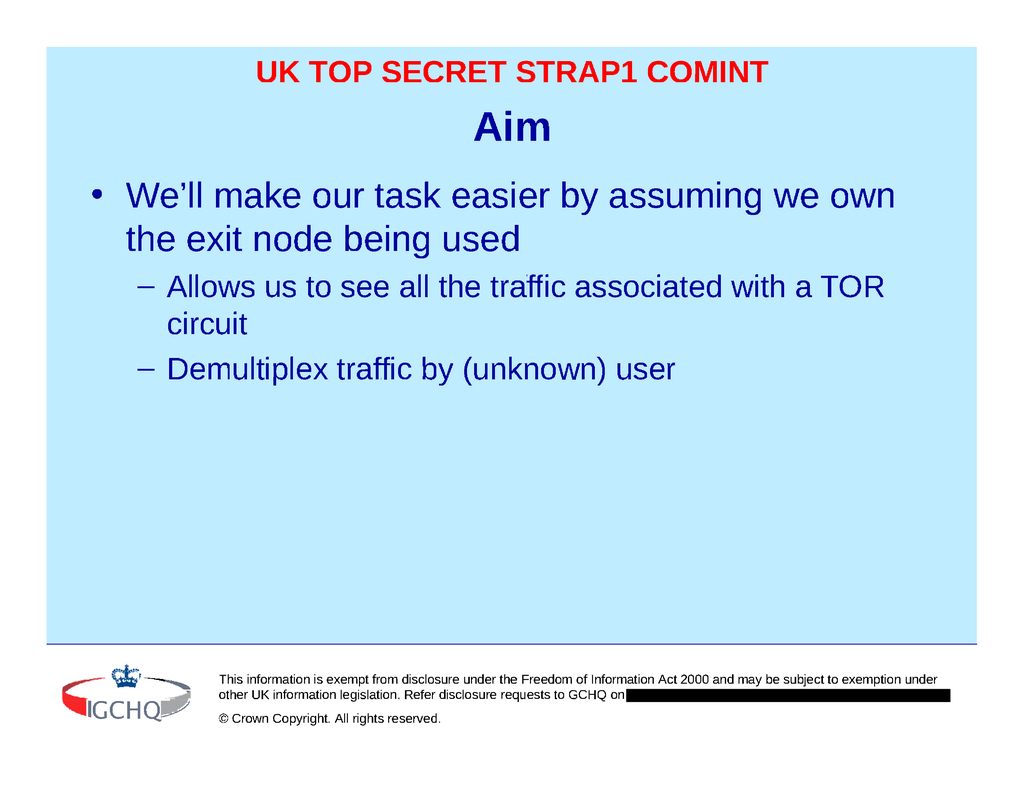 UK TOP SECRET STRAP1 COMINT
Aim
• We’ll make our task easier by assuming we own
the exit node being used
– Allows us to see all the traffic associated with a TOR
circuit
– Demultiplex traffic by (unknown) user
This information is exempt from disclosure under the Freedom of Information Act 2000 and may be subject to exemption under
other UK information legislation. Refer disclosure requests to GCHQ on
© Crown Copyright. All rights reserved.
GCHQ